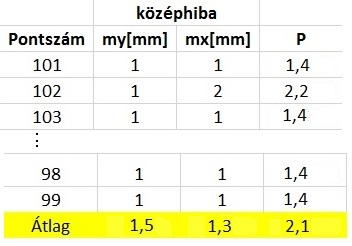 középhiba
Pontszám my[mm] mx[mm] P
101 1 1 1,4
102 1 2 2,2
103 1 1 1,4
⋮
98 1 1 1,4
99 1 1 1,4
Átlag 1,5 1,3 2,1